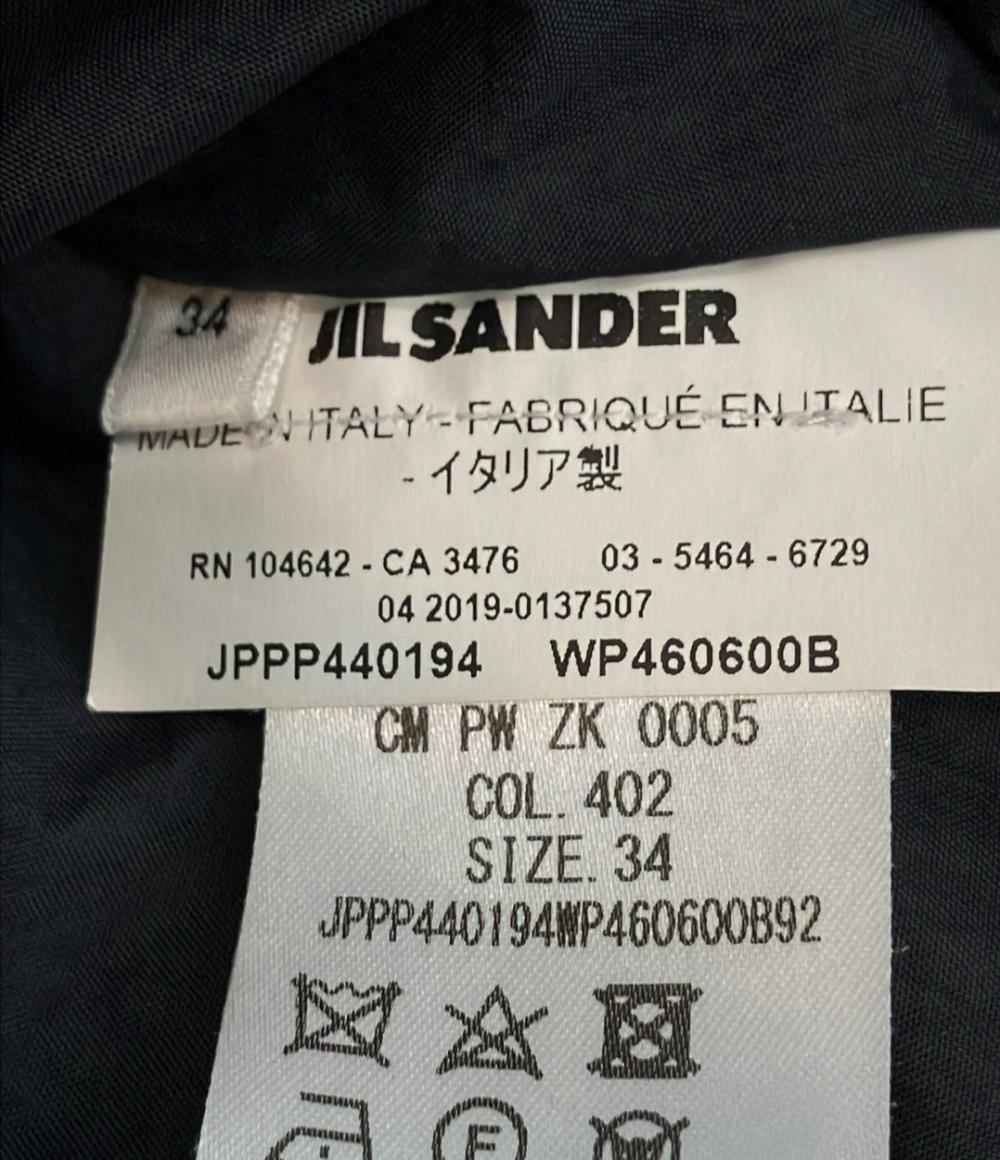 34
JIL SANDER
MADE IN ITALY - FABRIQUÉ EN ITALIE
- イタリア製
RN 104642 - CA 3476 03 - 5464 - 6729
04 2019-0137507
JPPP440194 WP460600B
CM PW ZK 0005
COL. 402
SIZE. 34
JPPP440194WP460600B92
F